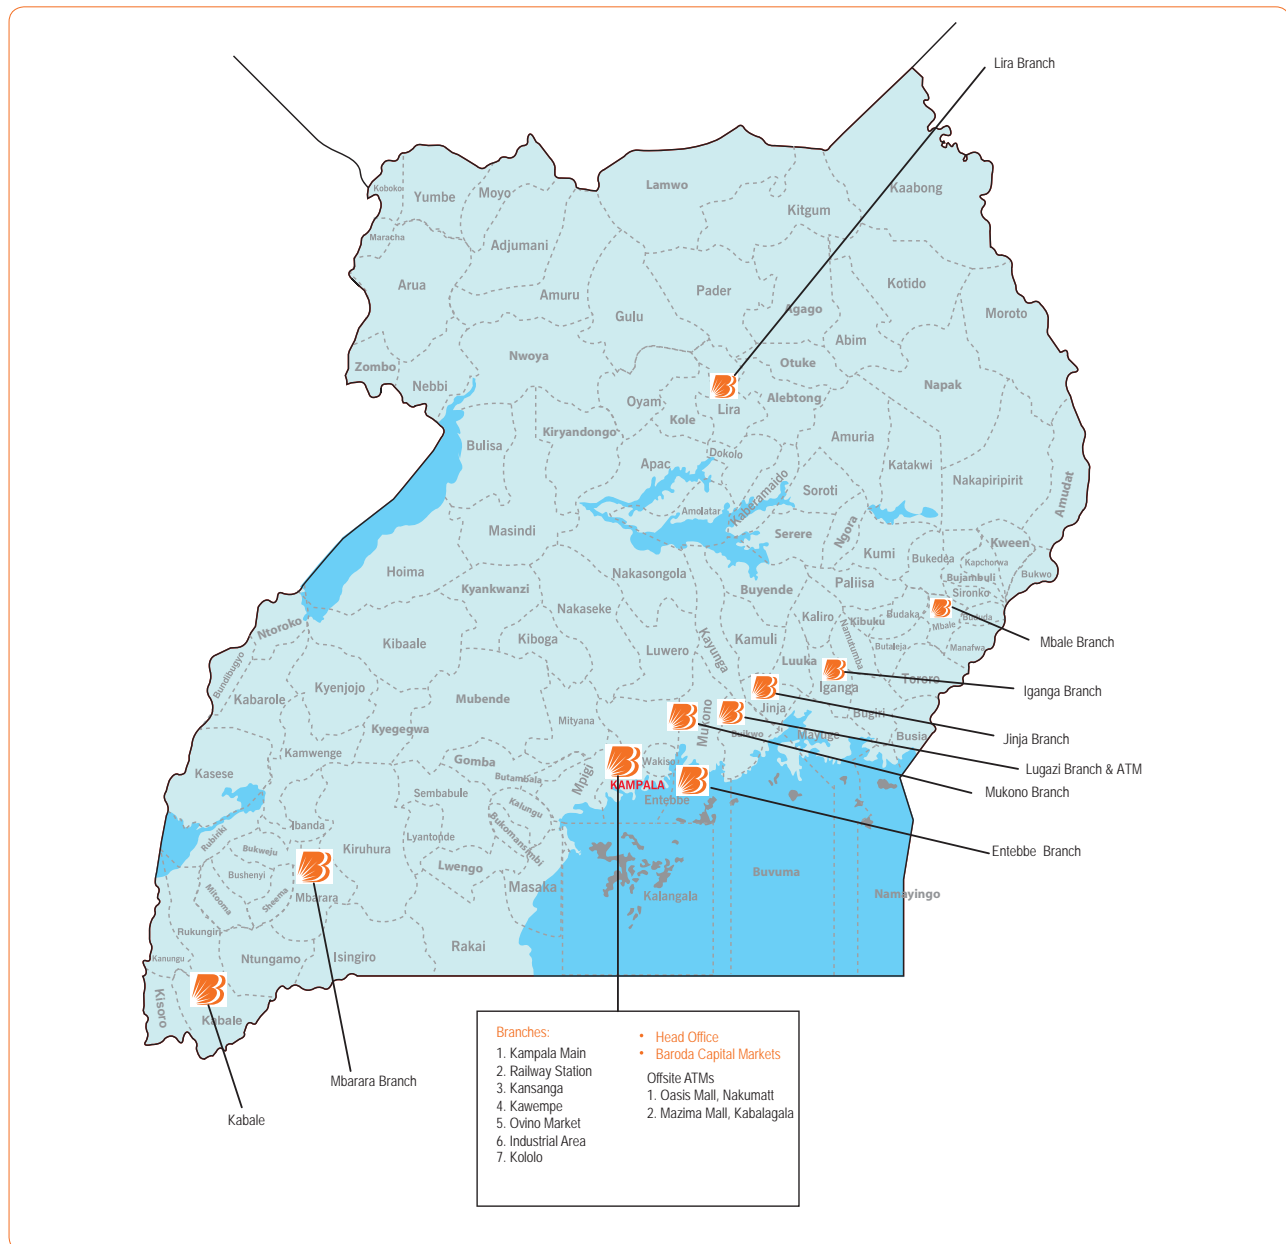 Lira Branch
Koboko
Yumbe
Moyo
Lamwo
Kaabong
Kitgum
Maracha
Adjumani
Arua
Amuru
Pader
Kotido
Gulu
Agago
Moroto
Abim
Nwoya
Zombo
Otuke
Nebbi
Napak
Oyam
Lira
Alebtong
Kole
Kiryandongo
Bulisa
Amuria
Dokolo
Apac
Katakwi
Nakapiripirit
Amudat
Kaberamaido
Soroti
Amolatar
Masindi
Serere
Ngora
Kumi
Kween
Bukedea
Kapchorwa
Hoima
Nakasongola
Bujambuli
Bukwo
Kyankwanzi
Buyende
Paliisa
Sironko
Nakaseke
Kaliro
Kibuku
Budaka
Bududa
Mbale
Ntoroko
Kibaale
Kiboga
Luwero
Kayunga
Kamuli
Namutumba
Butaleja
Manafwa
Mbale Branch
Bundibugyo
Luuka
Kabarole
Kyenjojo
Iganga
Tororo
Iganga Branch
Mubende
Mityana
Mukono
Jinja
Bugiri
Kyegegwa
Buikwo
Mayuge
Busia
Jinja Branch
Kamwenge
Gomba
Wakiso
Lugazi Branch & ATM
Kasese
Butambala
Mpigi
KAMPALA
Mukono Branch
Sembabule
Kalungu
Entebbe
Rubiriki
Ibanda
Lyantonde
Bukomansimbi
Bukweju
Kiruhura
Entebbe Branch
Bushenyi
Lwengo
Buvuma
Mitooma
Sheema
Mbarara
Masaka
Kalangala
Namayingo
Rukungiri
Rakai
Kanungu
Ntungamo
Isingiro
Kisoro
Kabale
Mbarara Branch
Kabale
Branches:
1. Kampala Main
2. Railway Station
3. Kansanga
4. Kawempe
5. Ovino Market
6. Industrial Area
7. Kololo
• Head Office
• Baroda Capital Markets
Offsite ATMs
1. Oasis Mall, Nakumatt
2. Mazima Mall, Kabalagala